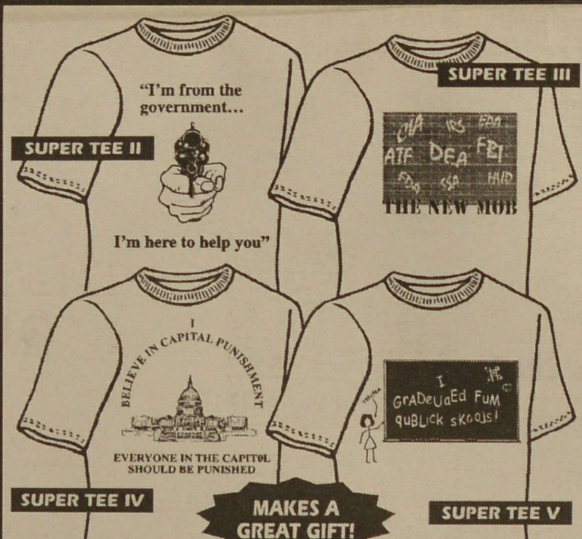 SUPER TEE II
"I'm from the
government...
I'm here to help you"
SUPER TEE III
CIA IRS EPA
ATF DEA FBI
FDA SSA HUD
THE NEW MOB
SUPER TEE IV
I
BELIEVE IN CAPITAL PUNISHMENT
EVERYONE IN THE CAPITOL
SHOULD BE PUNISHED
SUPER TEE V
I
GrADeUaEd FuM
quBLicK sKooJs!
MAKES A
GREAT GIFT!